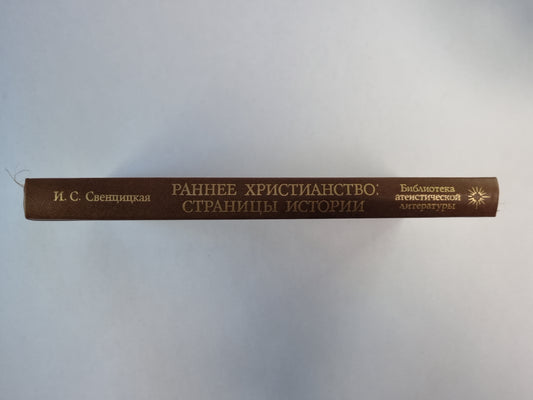 И. С. Свенцицкая
РАННЕЕ ХРИСТИАНСТВО:
СТРАНИЦЫ ИСТОРИИ
Библиотека
атеистической
литературы